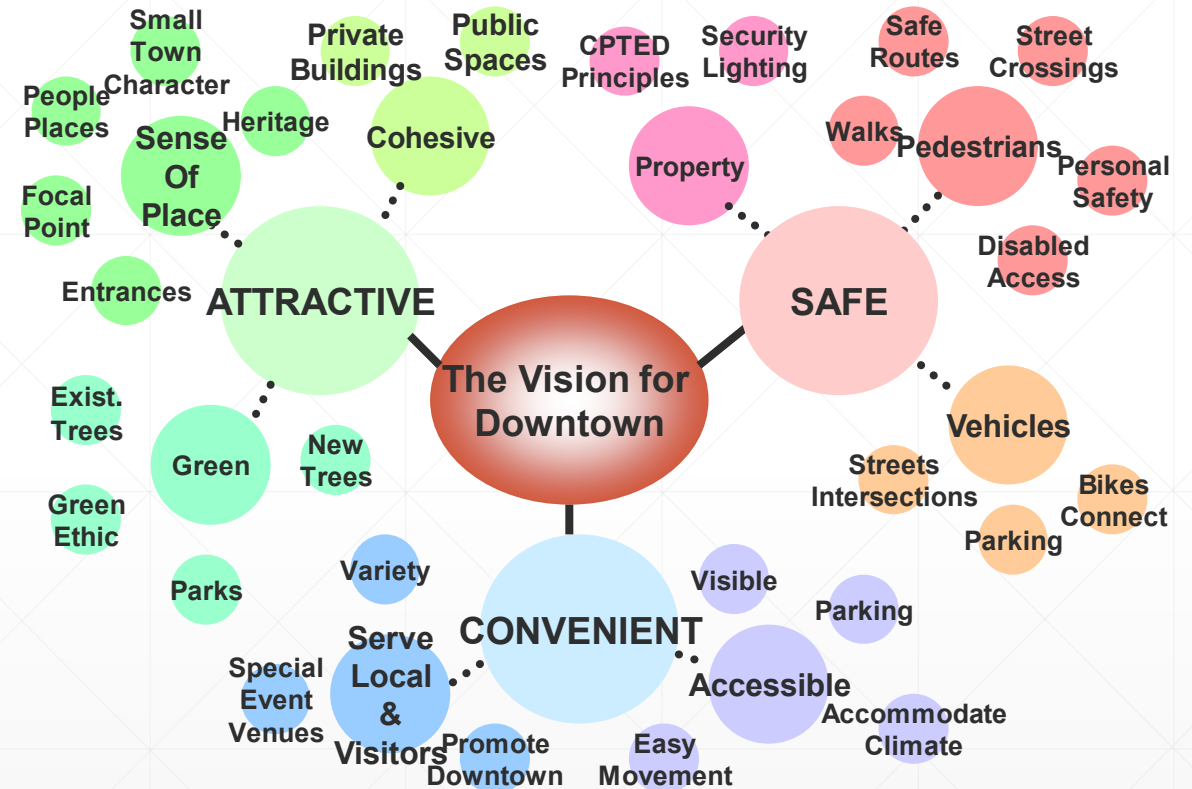 Small
Town
Character
People
Places
Heritage
Sense
Of
Place
Focal
Point
Entrances
Private
Buildings
Public
Spaces
Cohesive
ATTRACTIVE
CPTED
Principles
Security
Lighting
Property
Safe
Routes
Street
Crossings
Walks
Pedestrians
Personal
Safety
Disabled
Access
SAFE
The Vision for
Downtown
Exist.
Trees
Green
New
Trees
Green
Ethic
Parks
Vehicles
Streets
Intersections
Bikes
Connect
Parking
Variety
CONVENIENT
Serve
Local
&
Visitors
Special
Event
Venues
Promote
Downtown
Visible
Parking
Accessible
Accommodate
Climate
Easy
Movement